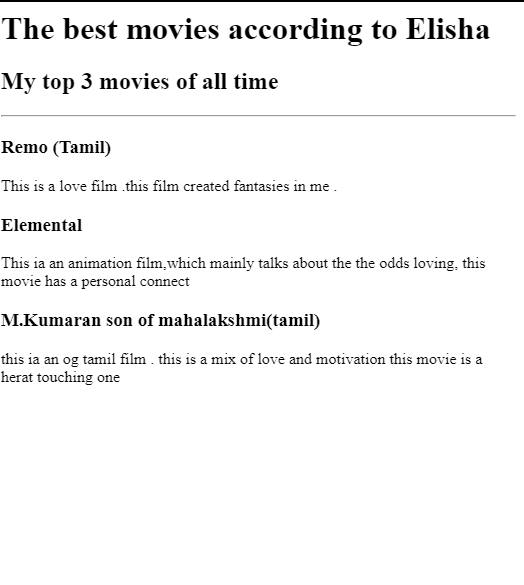 The best movies according to Elisha
My top 3 movies of all time
Remo (Tamil)
This is a love film .this film created fantasies in me .
Elemental
This ia an animation film,which mainly talks about the the odds loving, this
movie has a personal connect
M.Kumaran son of mahalakshmi(tamil)
this ia an og tamil film . this is a mix of love and motivation this movie is a
herat touching one